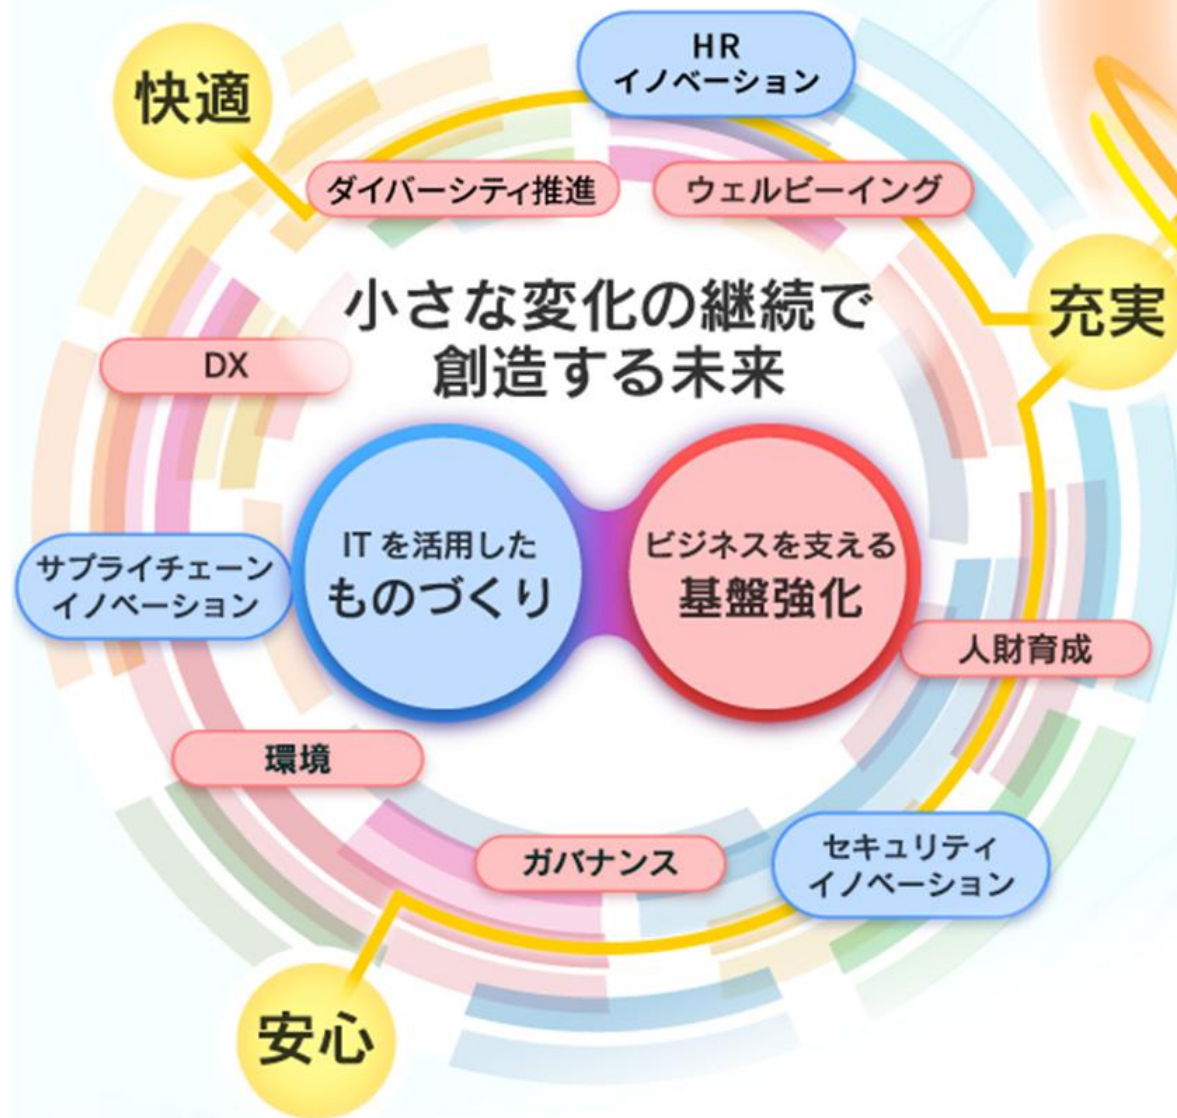 HR
イノベーション
快適
ダイバーシティ推進
ウェルビーイング
充実
小さな変化の継続で
創造する未来
DX
ITを活用した
ものづくり
ビジネスを支える
基盤強化
サプライチェーン
イノベーション
人財育成
環境
ガバナンス
セキュリティ
イノベーション
安心